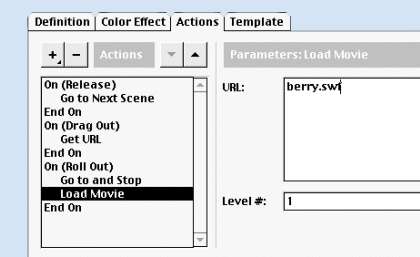 Definition Color Effect Actions Template
+ - Actions Parameters: Load Movie
On (Release)
Go to Next Scene
End On
On (Drag Out)
Get URL
End On
On (Roll Out)
Go to and Stop
Load Movie
End On
URL: berry.swf
Level #: 1